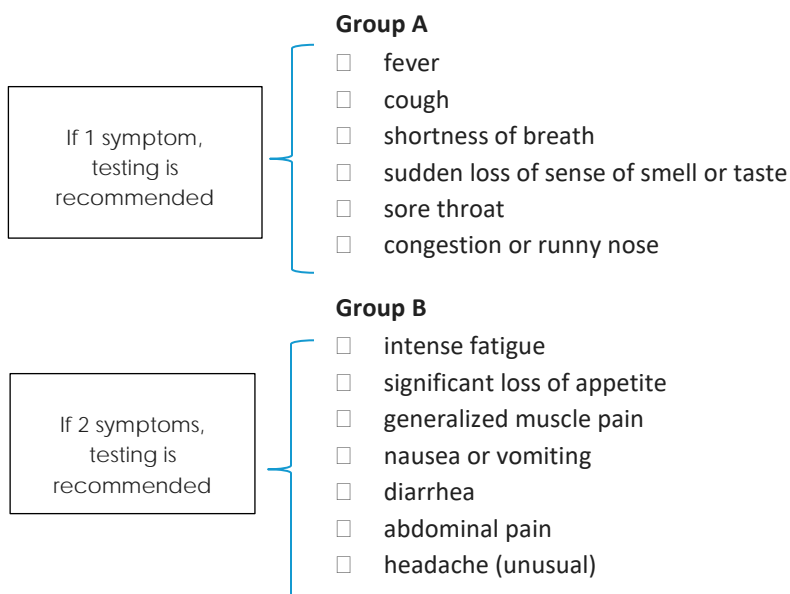 Group A
If 1 symptom,
testing is
recommended
☐ fever
☐ cough
☐ shortness of breath
☐ sudden loss of sense of smell or taste
☐ sore throat
☐ congestion or runny nose
Group B
If 2 symptoms,
testing is
recommended
☐ intense fatigue
☐ significant loss of appetite
☐ generalized muscle pain
☐ nausea or vomiting
☐ diarrhea
☐ abdominal pain
☐ headache (unusual)